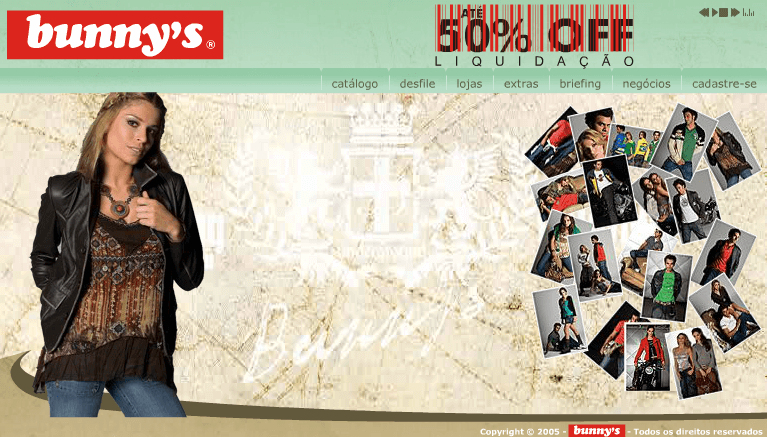 bunny's®
ATÉ
50% OFF
LIQUIDAÇÃO
catálogo desfile lojas extras briefing negócios cadastre-se
Bunny's
Copyright © 2005 - bunny's - Todos os direitos reservados